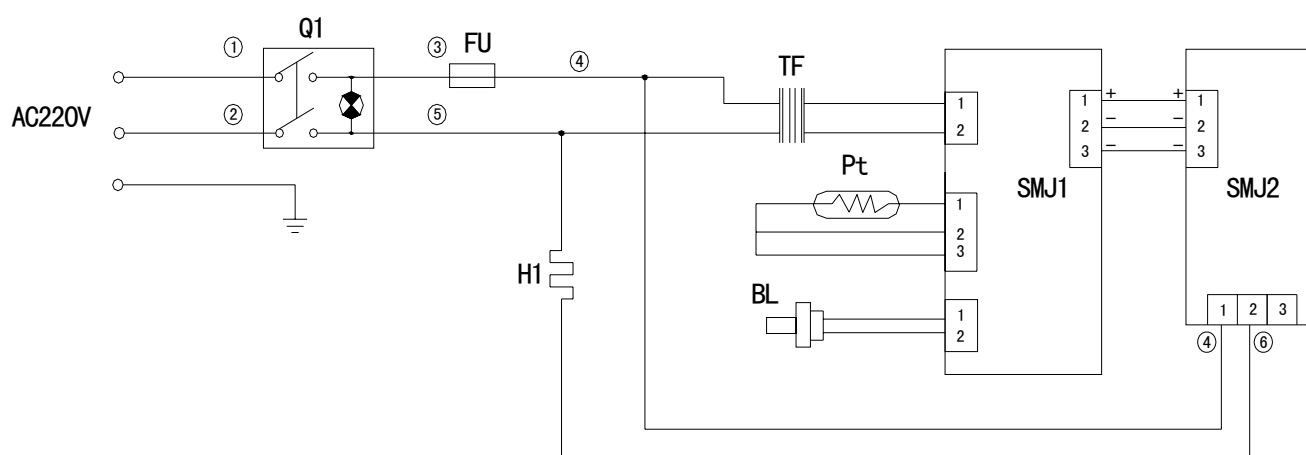 Q1
① ③ FU ④ TF
AC220V ② ⑤
1
2
1 + + 1
2 − − 2
3 − − 3
SMJ1 SMJ2
Pt
1
2
3
H1
BL
1
2
1 2 3
④ ⑥